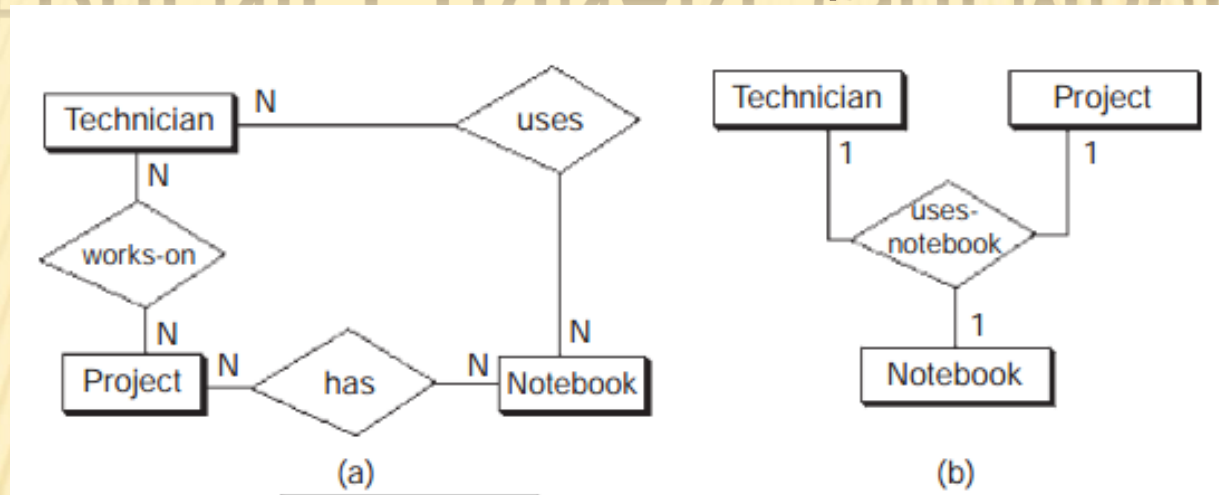 Technician
N
uses
N
works-on
N
Project
N
has
N
Notebook
N
(a)
Technician
Project
1
1
uses-
notebook
1
Notebook
(b)